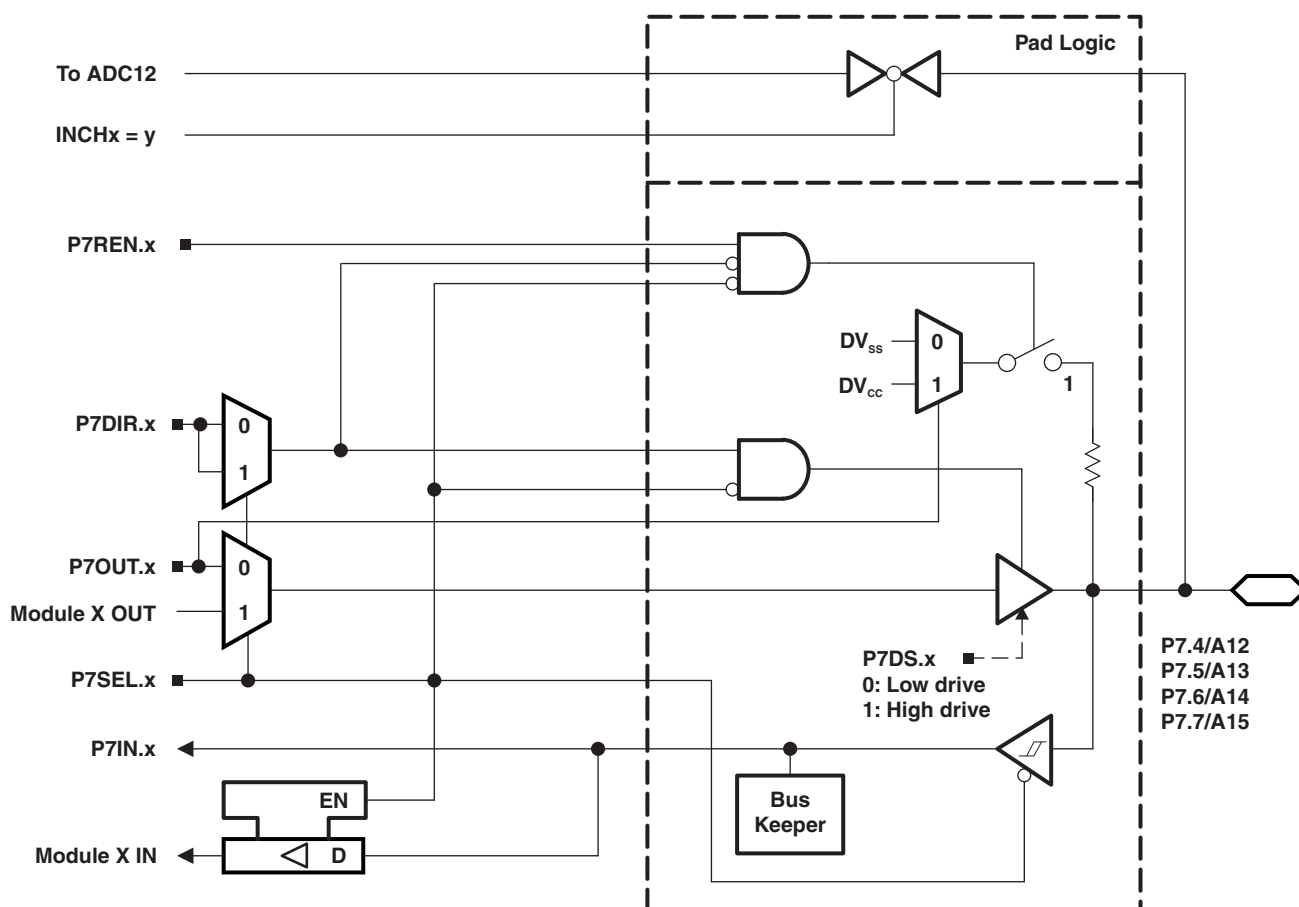 Pad Logic
To ADC12
INCHx = y
P7REN.x
DVSS
0
DVCC
1
1
P7DIR.x
0
1
P7OUT.x
0
Module X OUT
1
P7SEL.x
P7DS.x
0: Low drive
1: High drive
P7.4/A12
P7.5/A13
P7.6/A14
P7.7/A15
P7IN.x
EN
Bus
Keeper
Module X IN
D